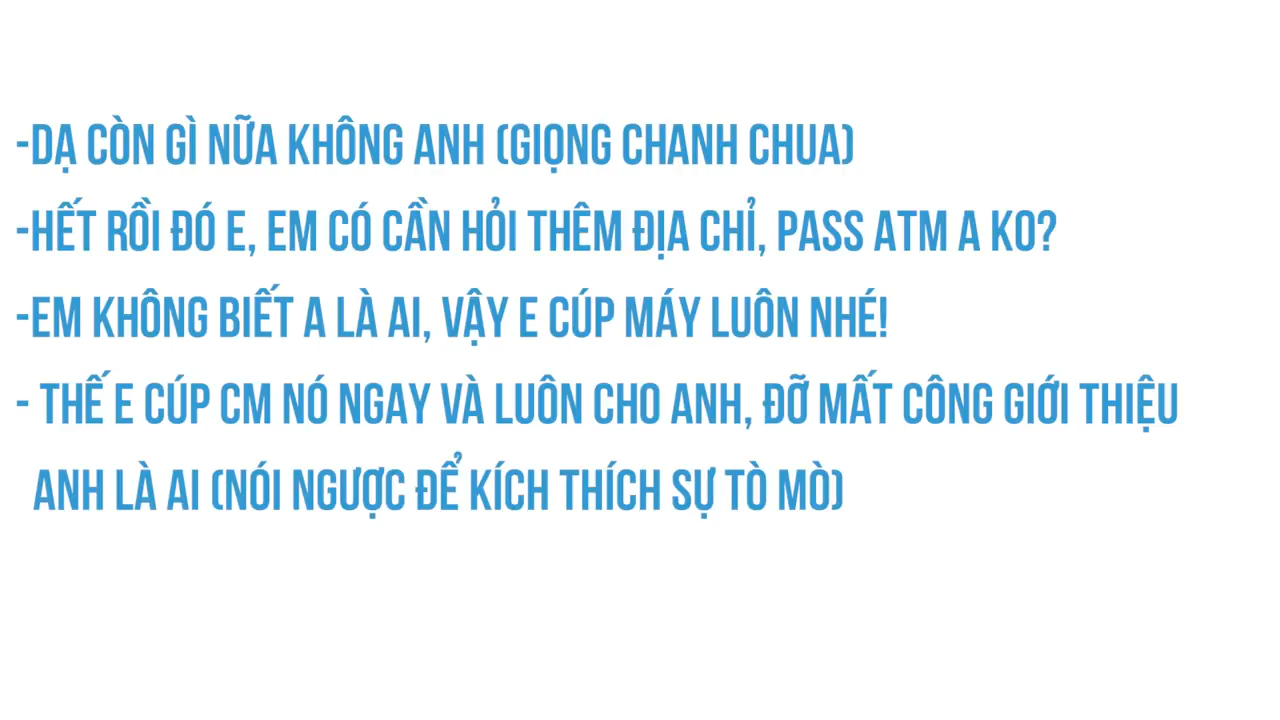 -DẠ CÒN GÌ NỮA KHÔNG ANH (GIỌNG CHANH CHUA)
-HẾT RỒI ĐÓ E, EM CÓ CẦN HỎI THÊM ĐỊA CHỈ, PASS ATM A KO?
-EM KHÔNG BIẾT A LÀ AI, VẬY E CÚP MÁY LUÔN NHÉ!
- THẾ E CÚP CM NÓ NGAY VÀ LUÔN CHO ANH, ĐỠ MẤT CÔNG GIỚI THIỆU
ANH LÀ AI (NÓI NGƯỢC ĐỂ KÍCH THÍCH SỰ TÒ MÒ)